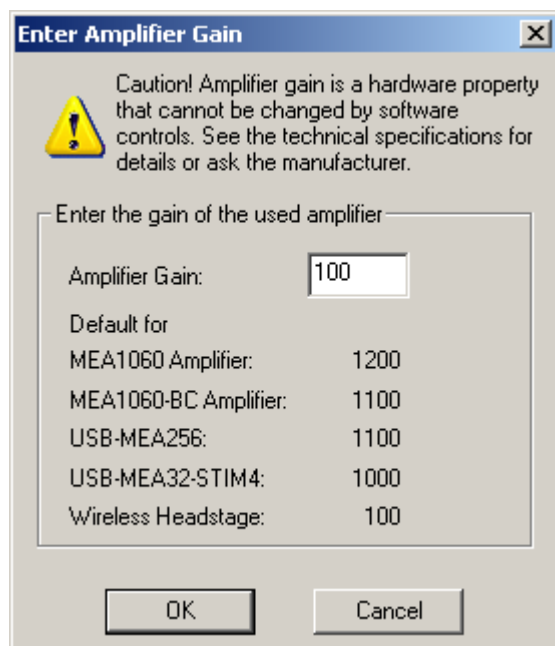 Enter Amplifier Gain
Caution! Amplifier gain is a hardware property
that cannot be changed by software
controls. See the technical specifications for
details or ask the manufacturer.
Enter the gain of the used amplifier
Amplifier Gain: 100
Default for
MEA1060 Amplifier: 1200
MEA1060-BC Amplifier: 1100
USB-MEA256: 1100
USB-MEA32-STIM4: 1000
Wireless Headstage: 100
OK Cancel